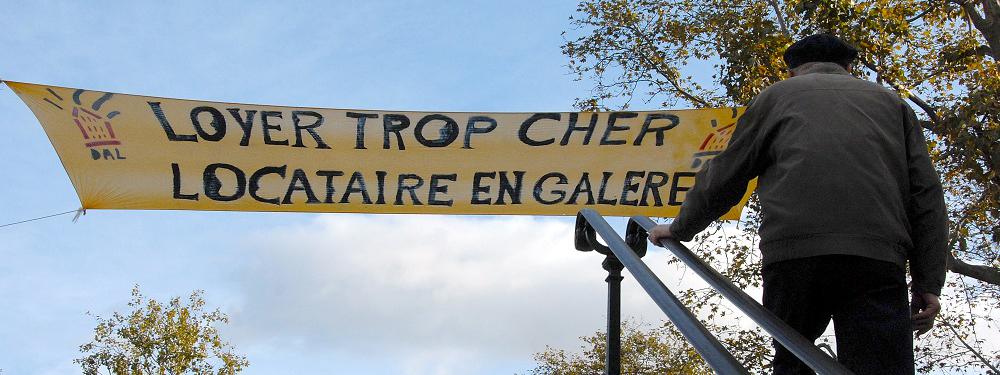 LOYER TROP CHER
LOCATAIRE EN GALERE
DAL